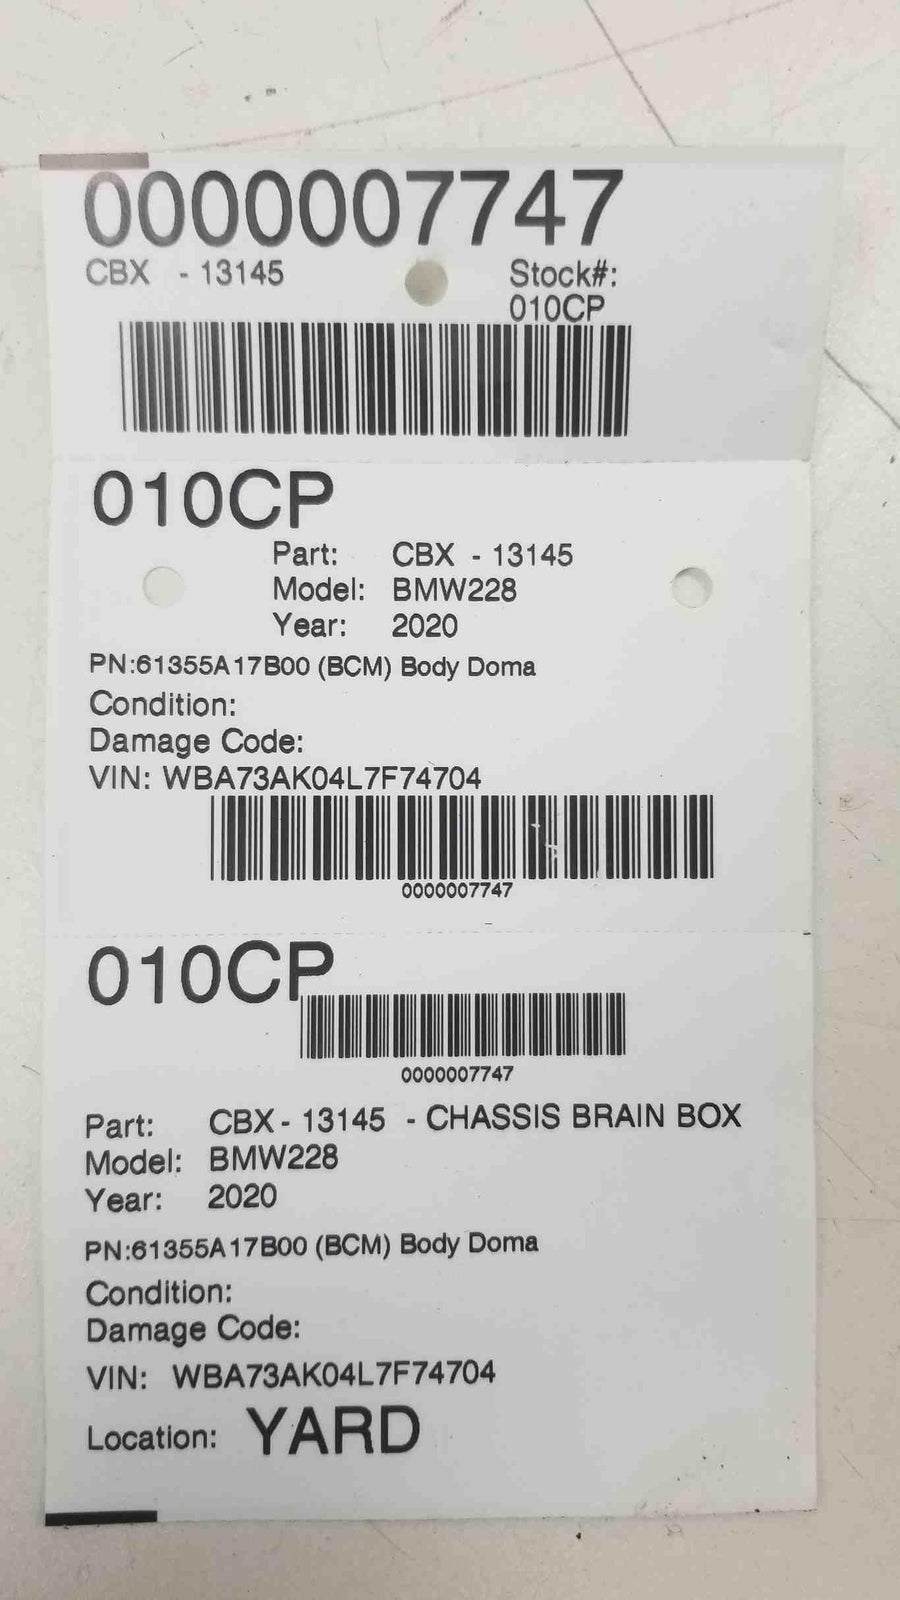 0000007747
CBX - 13145 Stock#:
010CP
010CP
Part: CBX - 13145
Model: BMW228
Year: 2020
PN:61355A17B00 (BCM) Body Doma
Condition:
Damage Code:
VIN: WBA73AK04L7F74704
0000007747
010CP
0000007747
Part: CBX - 13145 - CHASSIS BRAIN BOX
Model: BMW228
Year: 2020
PN:61355A17B00 (BCM) Body Doma
Condition:
Damage Code:
VIN: WBA73AK04L7F74704
Location: YARD